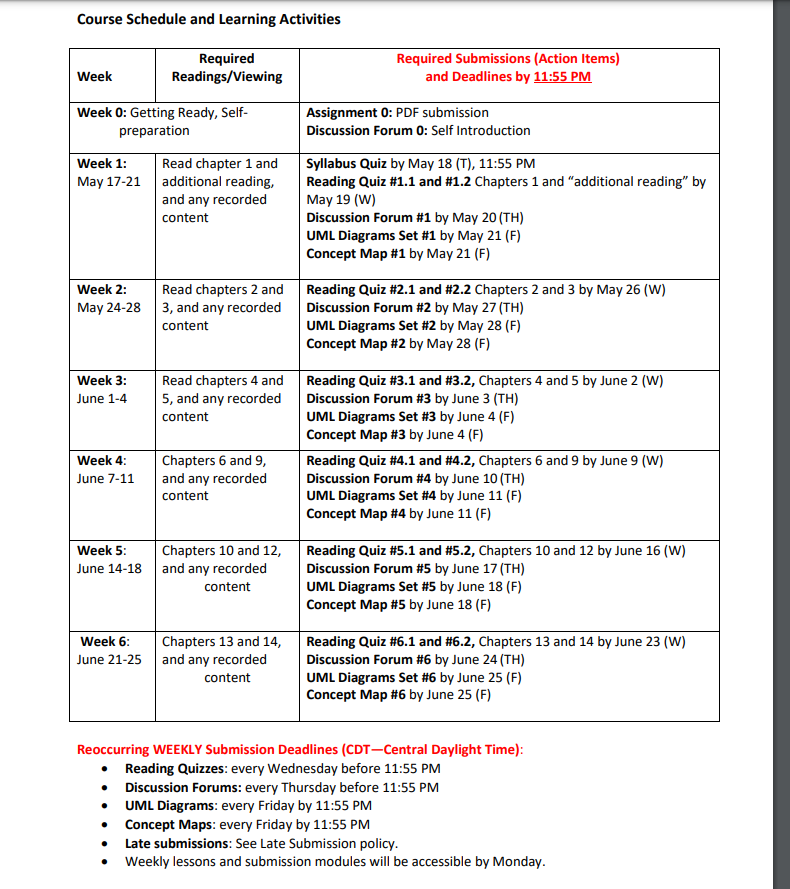 Course Schedule and Learning Activities
Week
Required
Readings/Viewing
Required Submissions (Action Items)
and Deadlines by 11:55 PM
Week 0: Getting Ready, Self-
preparation
Assignment 0: PDF submission
Discussion Forum 0: Self Introduction
Week 1:
May 17-21
Read chapter 1 and
additional reading,
and any recorded
content
Syllabus Quiz by May 18 (T), 11:55 PM
Reading Quiz #1.1 and #1.2 Chapters 1 and “additional reading” by
May 19 (W)
Discussion Forum #1 by May 20 (TH)
UML Diagrams Set #1 by May 21 (F)
Concept Map #1 by May 21 (F)
Week 2:
May 24-28
Read chapters 2 and
3, and any recorded
content
Reading Quiz #2.1 and #2.2 Chapters 2 and 3 by May 26 (W)
Discussion Forum #2 by May 27 (TH)
UML Diagrams Set #2 by May 28 (F)
Concept Map #2 by May 28 (F)
Week 3:
June 1-4
Read chapters 4 and
5, and any recorded
content
Reading Quiz #3.1 and #3.2, Chapters 4 and 5 by June 2 (W)
Discussion Forum #3 by June 3 (TH)
UML Diagrams Set #3 by June 4 (F)
Concept Map #3 by June 4 (F)
Week 4:
June 7-11
Chapters 6 and 9,
and any recorded
content
Reading Quiz #4.1 and #4.2, Chapters 6 and 9 by June 9 (W)
Discussion Forum #4 by June 10 (TH)
UML Diagrams Set #4 by June 11 (F)
Concept Map #4 by June 11 (F)
Week 5:
June 14-18
Chapters 10 and 12,
and any recorded
content
Reading Quiz #5.1 and #5.2, Chapters 10 and 12 by June 16 (W)
Discussion Forum #5 by June 17 (TH)
UML Diagrams Set #5 by June 18 (F)
Concept Map #5 by June 18 (F)
Week 6:
June 21-25
Chapters 13 and 14,
and any recorded
content
Reading Quiz #6.1 and #6.2, Chapters 13 and 14 by June 23 (W)
Discussion Forum #6 by June 24 (TH)
UML Diagrams Set #6 by June 25 (F)
Concept Map #6 by June 25 (F)
Reoccurring WEEKLY Submission Deadlines (CDT—Central Daylight Time):
• Reading Quizzes: every Wednesday before 11:55 PM
• Discussion Forums: every Thursday before 11:55 PM
• UML Diagrams: every Friday by 11:55 PM
• Concept Maps: every Friday by 11:55 PM
• Late submissions: See Late Submission policy.
• Weekly lessons and submission modules will be accessible by Monday.